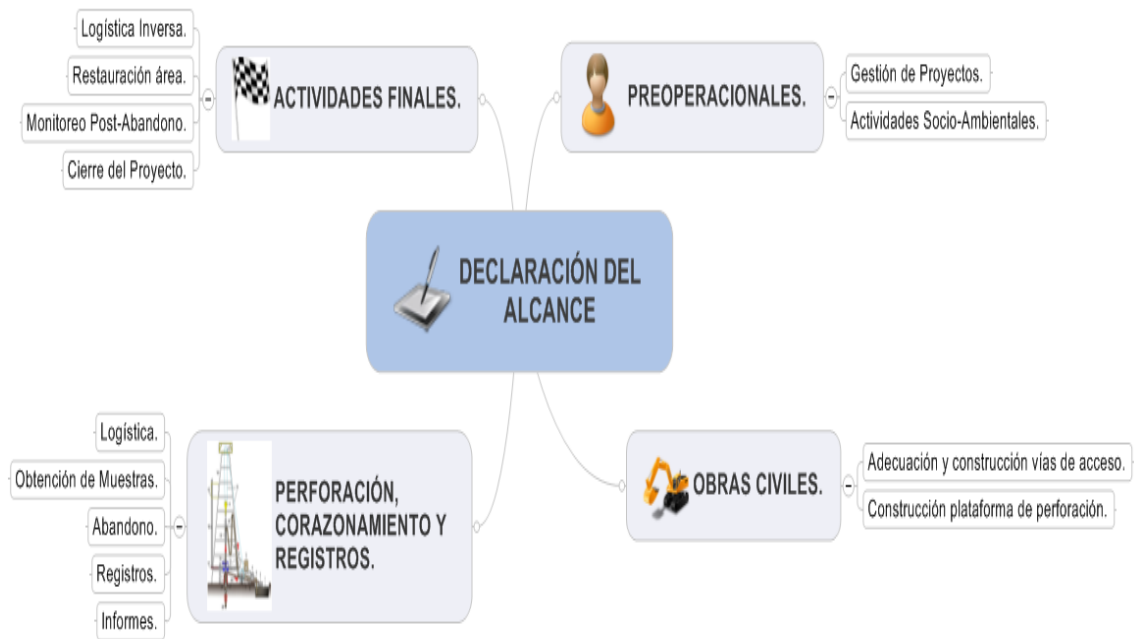 DECLARACIÓN DEL
ALCANCE
PREOPERACIONALES.
Gestión de Proyectos.
Actividades Socio-Ambientales.
OBRAS CIVILES.
Adecuación y construcción vías de acceso.
Construcción plataforma de perforación.
PERFORACIÓN,
CORAZONAMIENTO Y
REGISTROS.
Logística.
Obtención de Muestras.
Abandono.
Registros.
Informes.
ACTIVIDADES FINALES.
Logística Inversa.
Restauración área.
Monitoreo Post-Abandono.
Cierre del Proyecto.